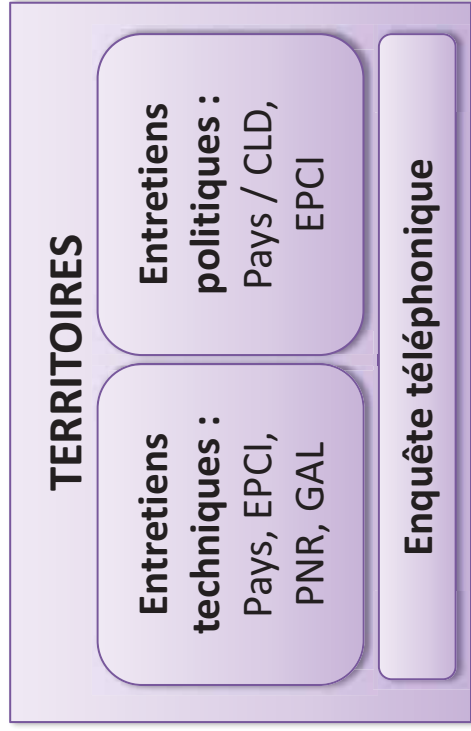 TERRITOIRES
Entretiens
techniques :
Pays, EPCI,
PNR, GAL
Entretiens
politiques :
Pays / CLD,
EPCI
Enquête téléphonique